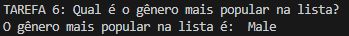 TAREFA 6: Qual é o gênero mais popular na lista?
O gênero mais popular na lista é:  Male